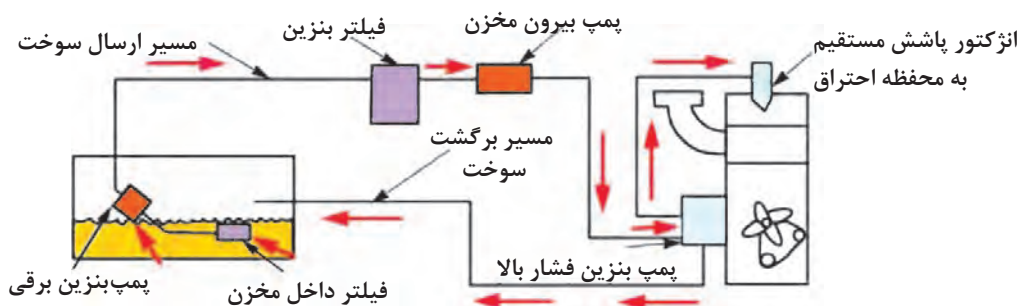 پمپ بیرون مخزن
فیلتر بنزین
مسیر ارسال سوخت
انژکتور پاشش مستقیم
به محفظه احتراق
مسیر برگشت
سوخت
پمپ بنزین فشار بالا
فیلتر داخل مخزن
پمپ‌بنزین برقی